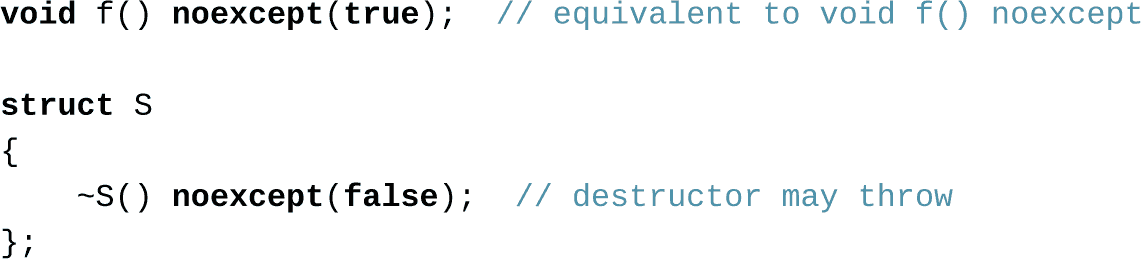 void f() noexcept(true);  // equivalent to void f() noexcept
struct S
{
    ~S() noexcept(false);  // destructor may throw
};